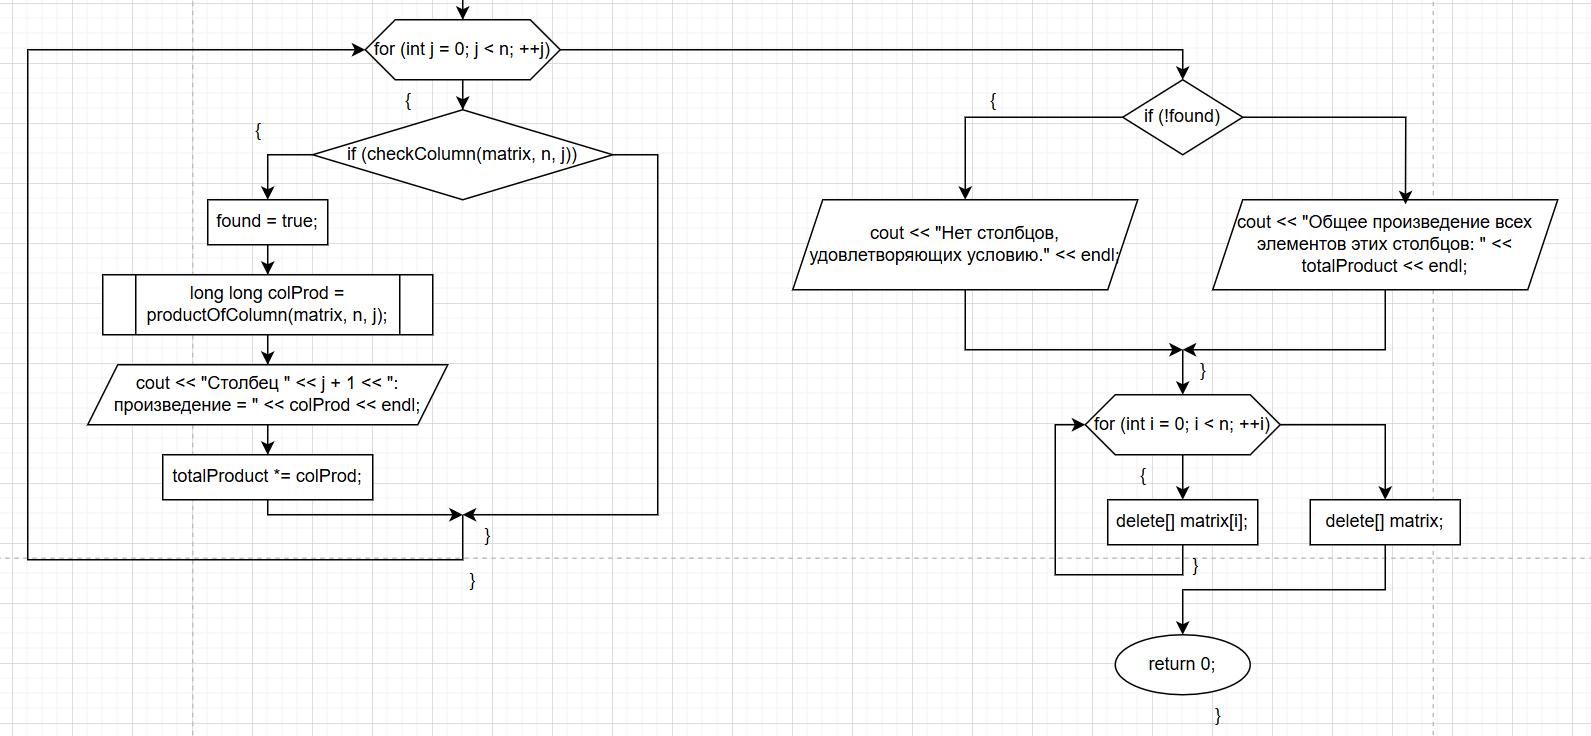 for (int j = 0; j < n; ++j)
{
{
if (checkColumn(matrix, n, j))
found = true;
long long colProd =
productOfColumn(matrix, n, j);
cout << "Столбец " << j + 1 << ":
произведение = " << colProd << endl;
totalProduct *= colProd;
}
}
{
if (!found)
cout << "Нет столбцов,
удовлетворяющих условию." << endl;
cout << "Общее произведение всех
элементов этих столбцов: " <<
totalProduct << endl;
}
for (int i = 0; i < n; ++i)
{
delete[] matrix[i];
delete[] matrix;
}
return 0;
}